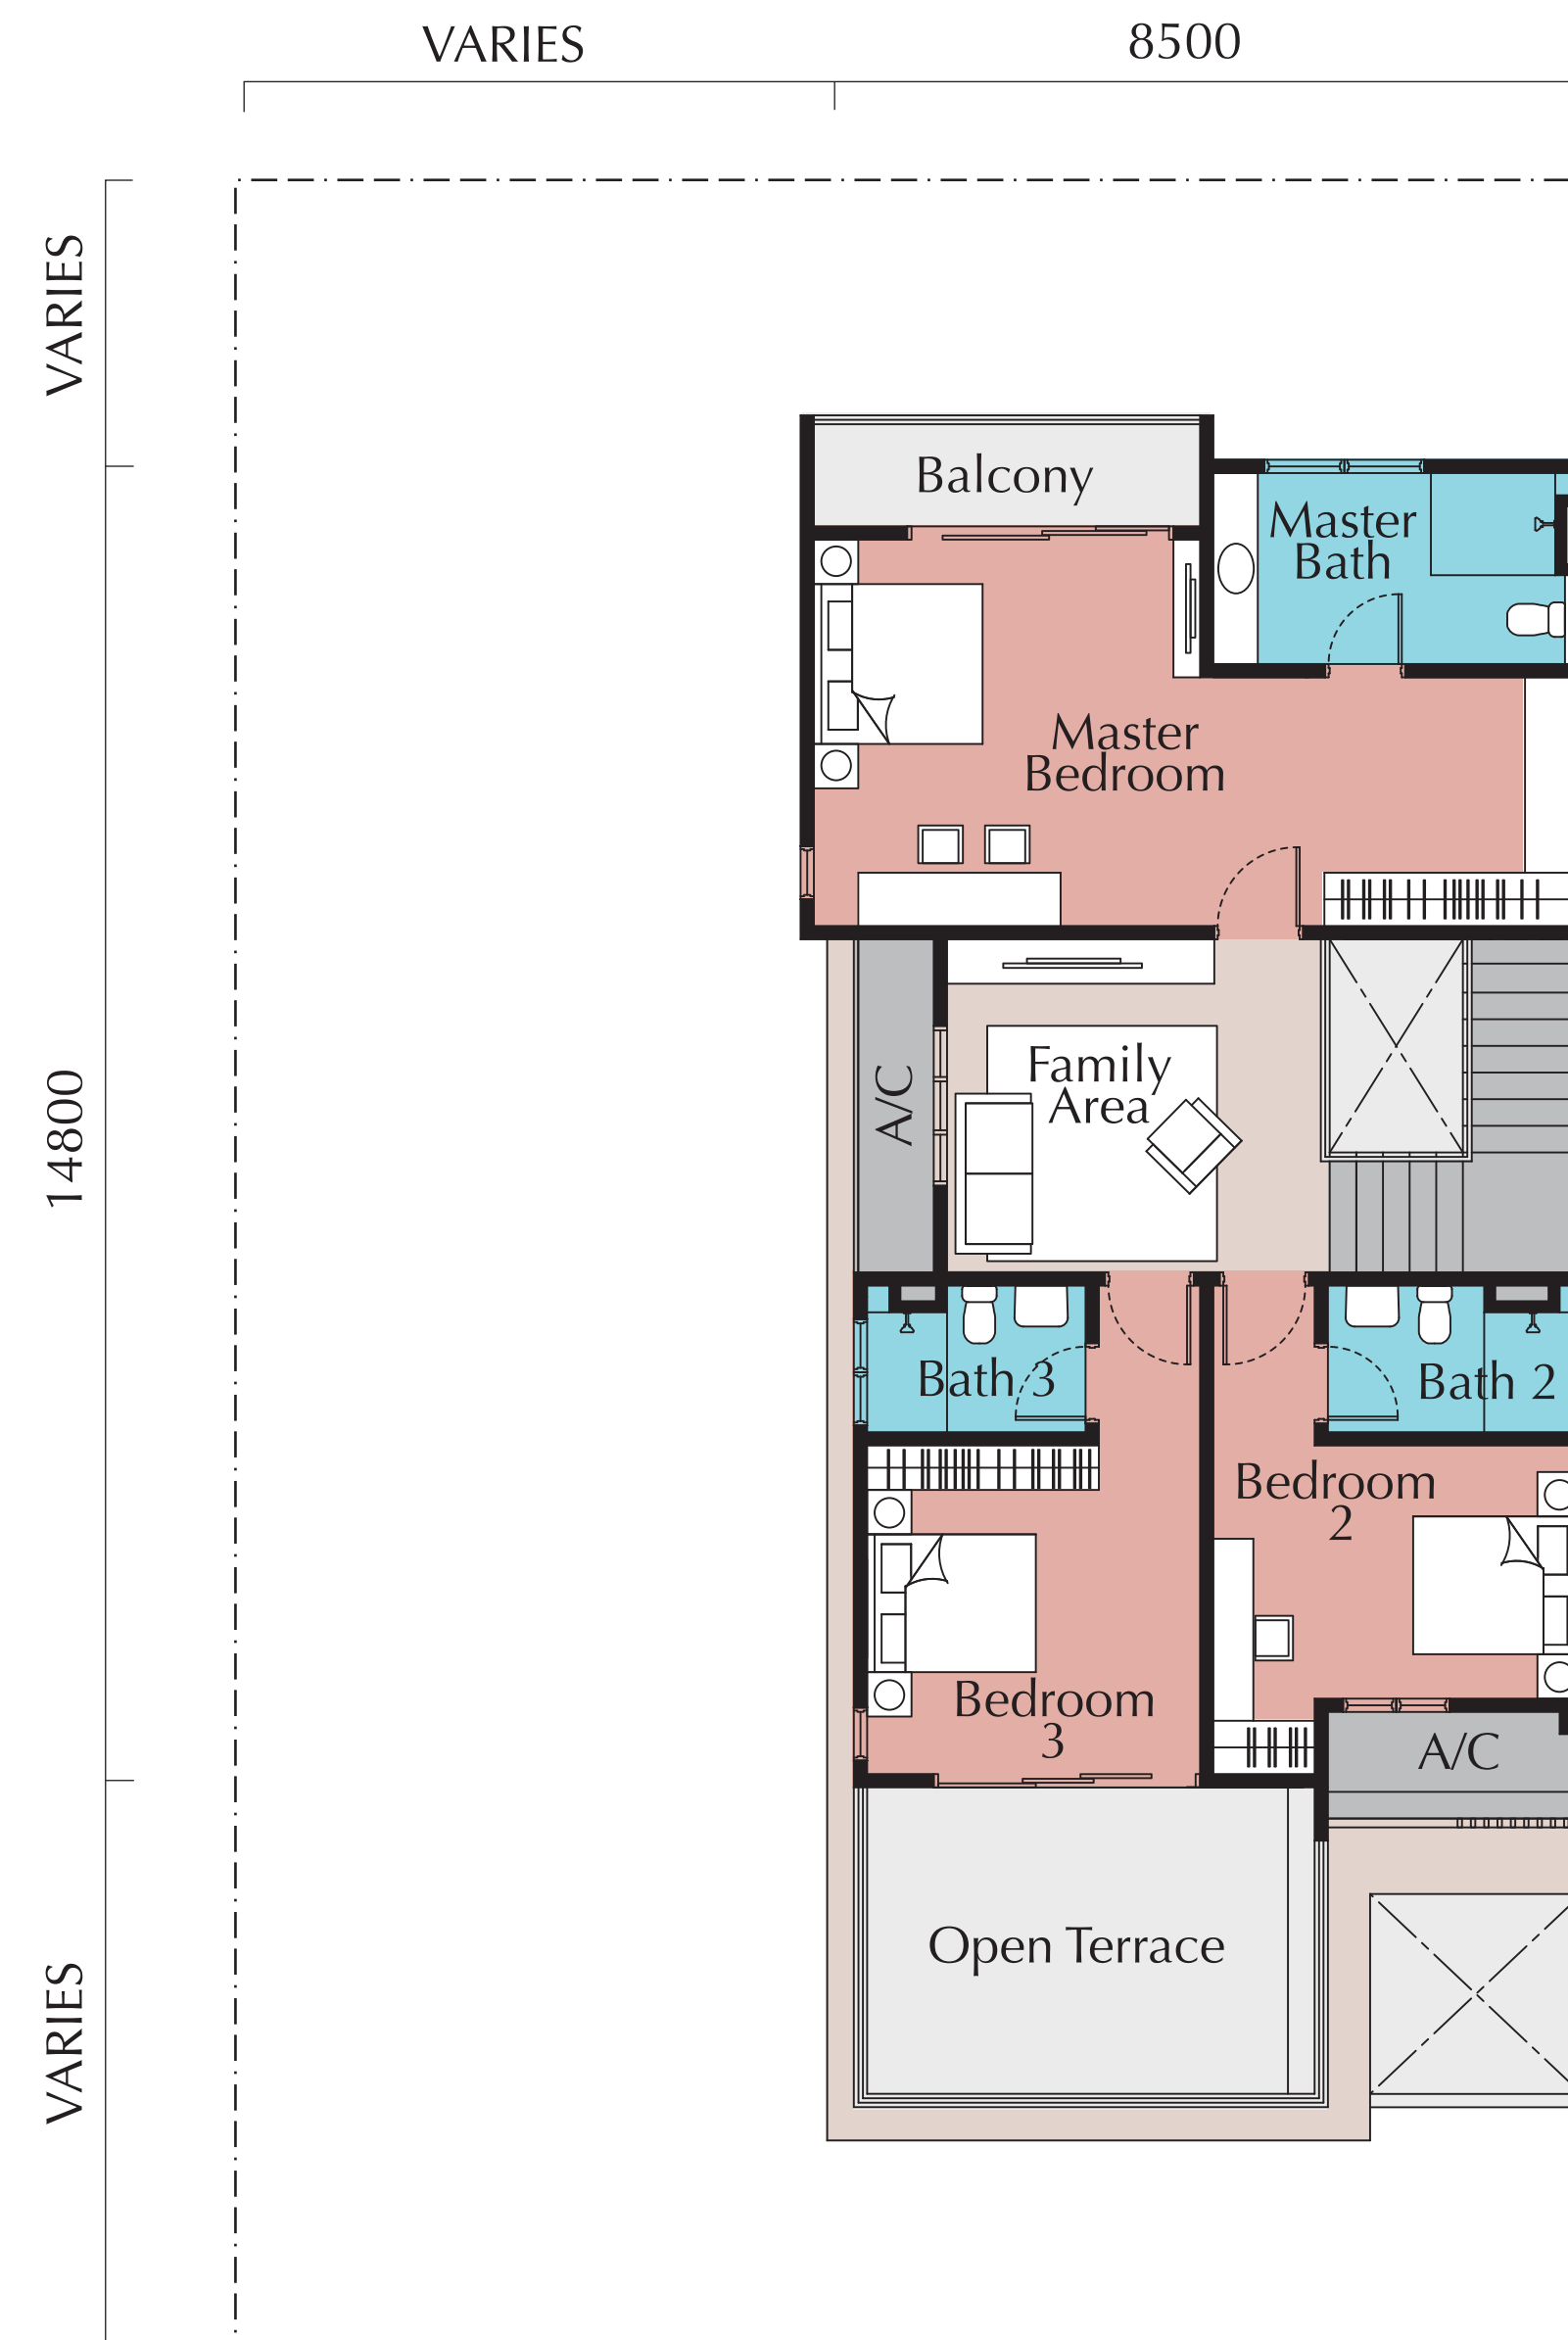 VARIES
8500
VARIES
Balcony
Master
Bath
Master
Bedroom
Family
Area
A/C
14800
Bath 3
Bath 2
Bedroom
2
Bedroom
3
A/C
Open Terrace
VARIES